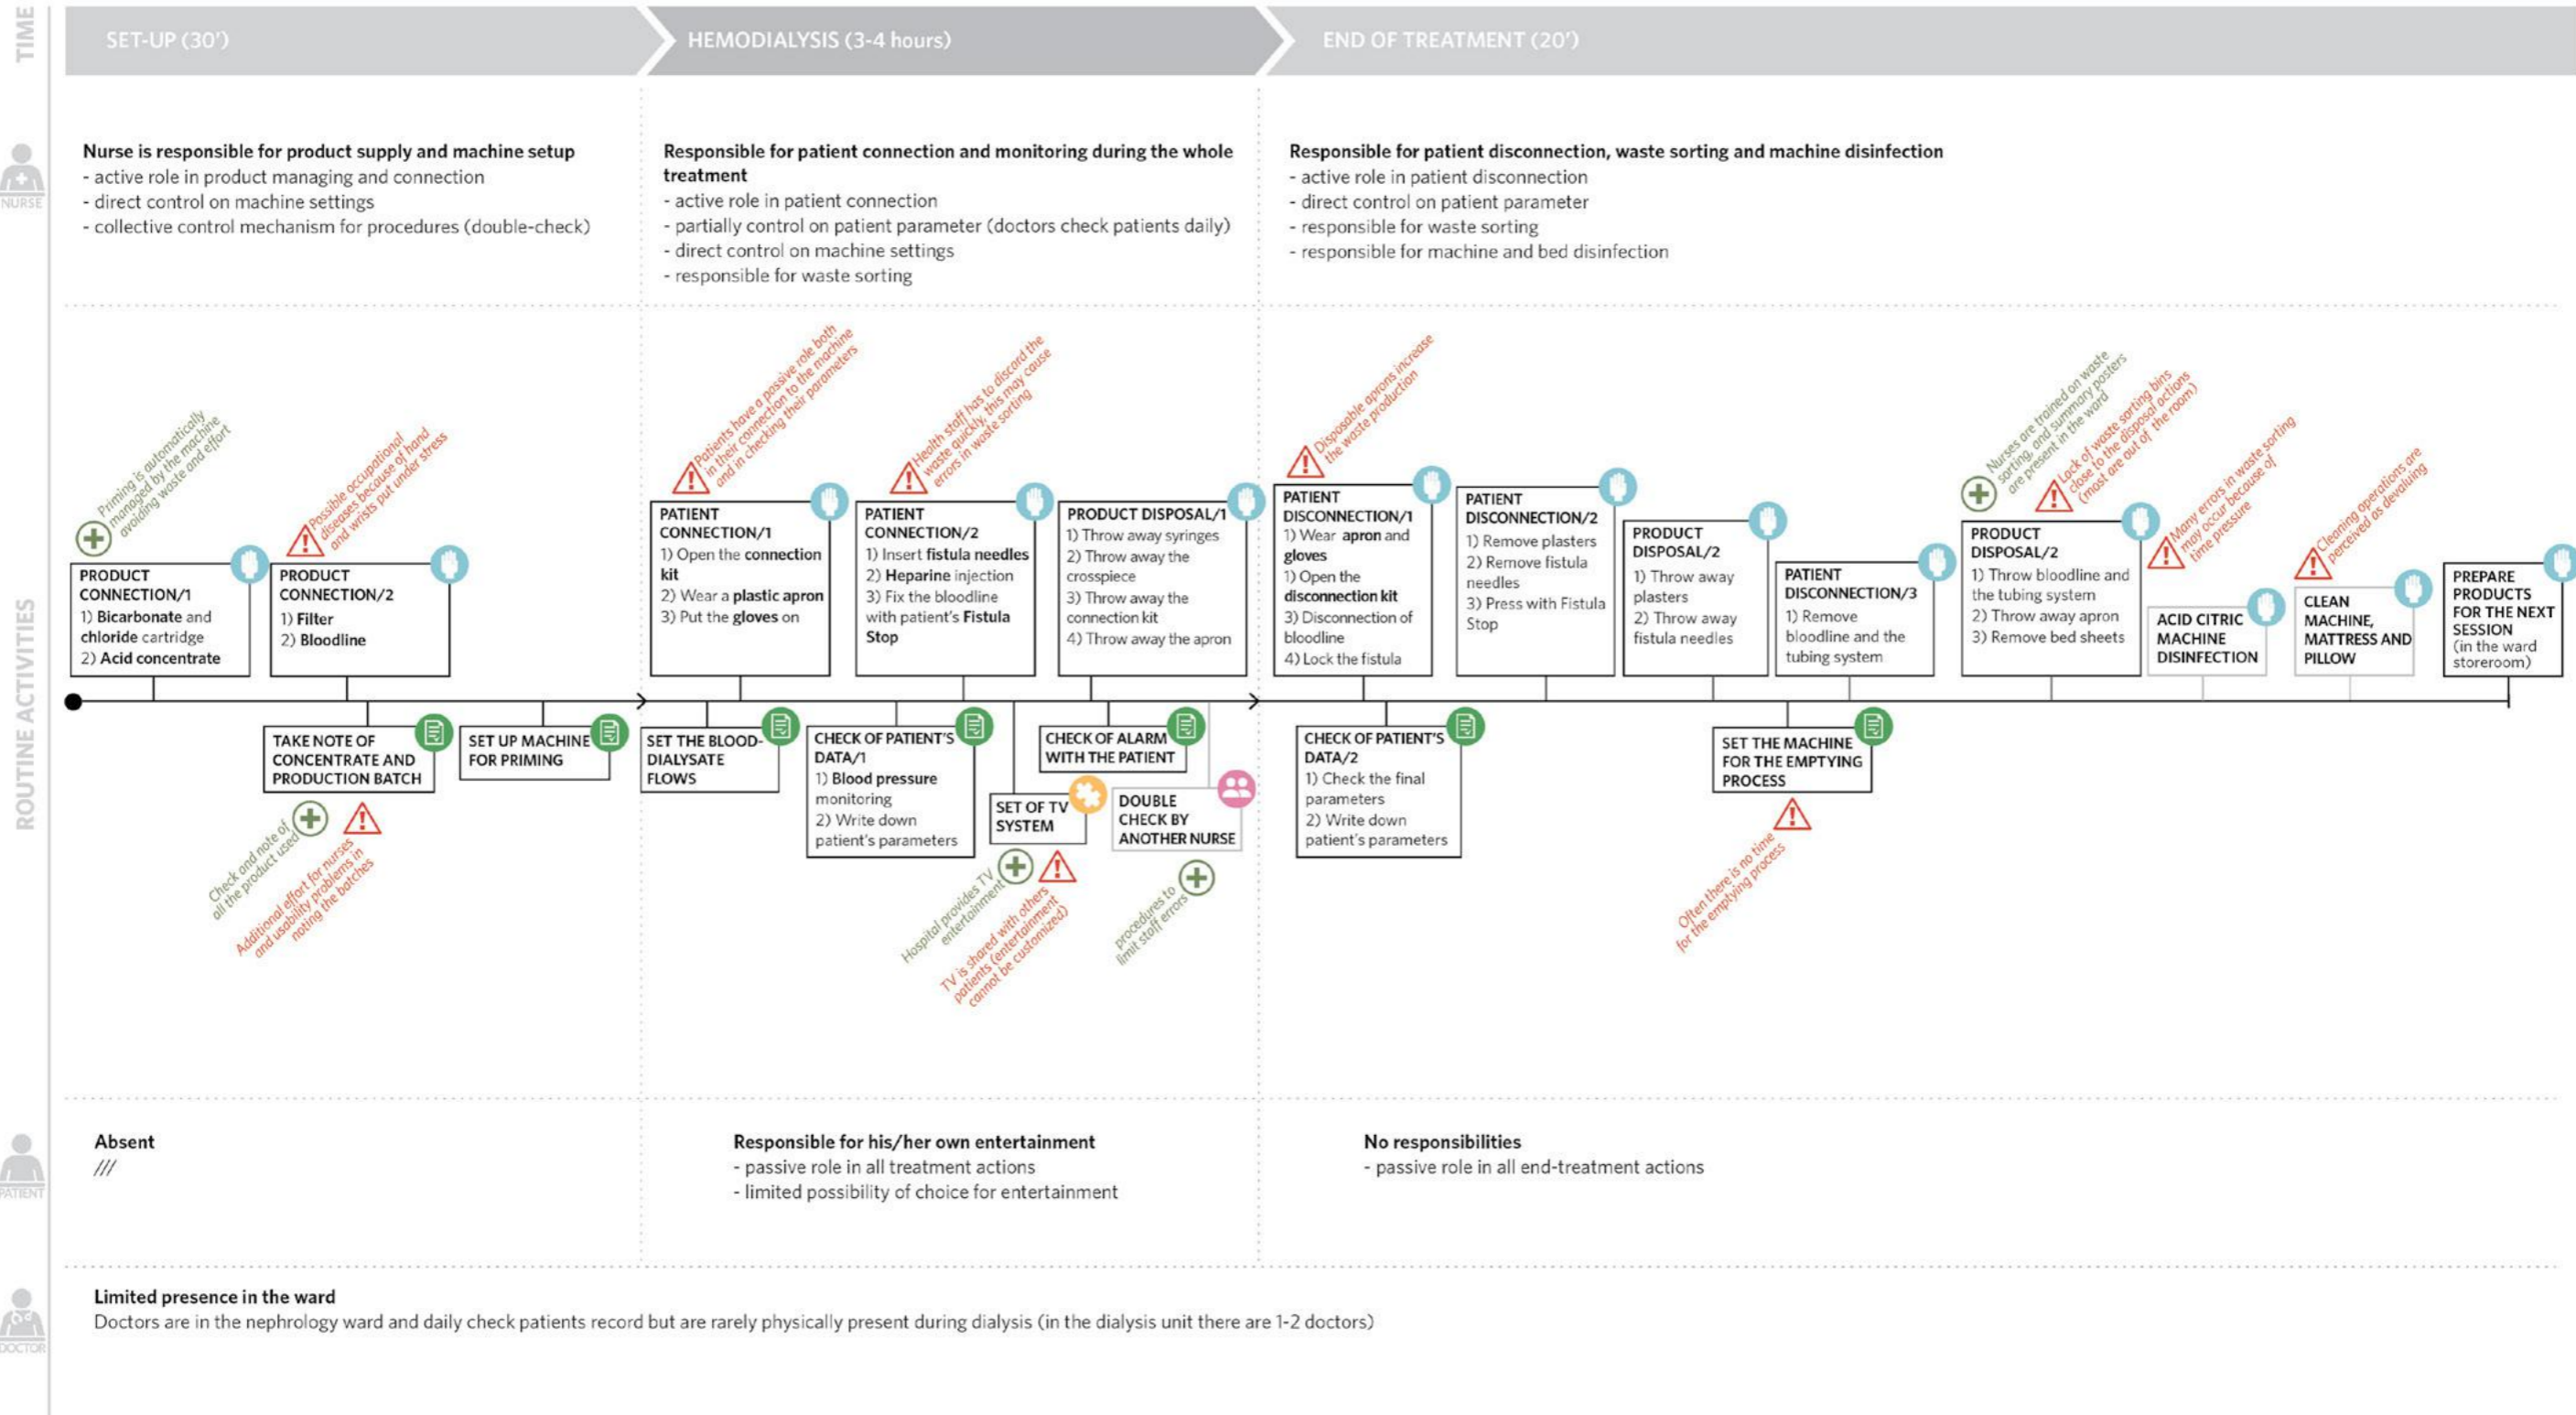 TIME
SET-UP (30')
HEMODIALYSIS (3-4 hours)
END OF TREATMENT (20')
NURSE
Nurse is responsible for product supply and machine setup
- active role in product managing and connection
- direct control on machine settings
- collective control mechanism for procedures (double-check)
Responsible for patient connection and monitoring during the whole
treatment
- active role in patient connection
- partially control on patient parameter (doctors check patients daily)
- direct control on machine settings
- responsible for waste sorting
Responsible for patient disconnection, waste sorting and machine disinfection
- active role in patient disconnection
- direct control on patient parameter
- responsible for waste sorting
- responsible for machine and bed disinfection
ROUTINE ACTIVITIES
Priming is automatically
managed by the machine
avoiding waste and effort
PRODUCT
CONNECTION/1
1) Bicarbonate and
chloride cartridge
2) Acid concentrate
Possible occupational
diseases because of hand
and wrists put under stress
PRODUCT
CONNECTION/2
1) Filter
2) Bloodline
Patients have a passive role both
in their connection to the machine
and in checking their parameters
PATIENT
CONNECTION/1
1) Open the connection
kit
2) Wear a plastic apron
3) Put the gloves on
Health staff has to discard the
waste quickly, this may cause
errors in waste sorting
PATIENT
CONNECTION/2
1) Insert fistula needles
2) Heparine injection
3) Fix the bloodline
with patient's Fistula
Stop
PRODUCT DISPOSAL/1
1) Throw away syringes
2) Throw away the
crosspiece
3) Throw away the
connection kit
4) Throw away the apron
Disposable aprons increase
the waste production
PATIENT
DISCONNECTION/1
1) Wear apron and
gloves
1) Open the
disconnection kit
3) Disconnection of
bloodline
4) Lock the fistula
PATIENT
DISCONNECTION/2
1) Remove plasters
2) Remove fistula
needles
3) Press with Fistula
Stop
PRODUCT
DISPOSAL/2
1) Throw away
plasters
2) Throw away
fistula needles
PATIENT
DISCONNECTION/3
1) Remove
bloodline and the
tubing system
Nurses are trained on waste
sorting, and summary posters
are present in the ward
Lack of waste sorting bins
close to the disposal actions
(most are out of the room)
PRODUCT
DISPOSAL/2
1) Throw bloodline and
the tubing system
2) Throw away apron
3) Remove bed sheets
Many errors in waste sorting
may occur because of
time pressure
ACID CITRIC
MACHINE
DISINFECTION
Cleaning operations are
perceived as devaluing
CLEAN
MACHINE,
MATTRESS AND
PILLOW
PREPARE
PRODUCTS
FOR THE NEXT
SESSION
(in the ward
storeroom)
TAKE NOTE OF
CONCENTRATE AND
PRODUCTION BATCH
Check and note of
all the product used
Additional effort for nurses
and usability problems in
noting the batches
SET UP MACHINE
FOR PRIMING
SET THE BLOOD-
DIALYSATE
FLOWS
CHECK OF PATIENT'S
DATA/1
1) Blood pressure
monitoring
2) Write down
patient's parameters
SET OF TV
SYSTEM
Hospital provides TV
entertainment
TV is shared with others
patients (entertainment
cannot be customized)
CHECK OF ALARM
WITH THE PATIENT
DOUBLE
CHECK BY
ANOTHER NURSE
procedures to
limit staff errors
CHECK OF PATIENT'S
DATA/2
1) Check the final
parameters
2) Write down
patient's parameters
SET THE MACHINE
FOR THE EMPTYING
PROCESS
Often there is no time
for the emptying process
PATIENT
Absent
///
Responsible for his/her own entertainment
- passive role in all treatment actions
- limited possibility of choice for entertainment
No responsibilities
- passive role in all end-treatment actions
DOCTOR
Limited presence in the ward
Doctors are in the nephrology ward and daily check patients record but are rarely physically present during dialysis (in the dialysis unit there are 1-2 doctors)